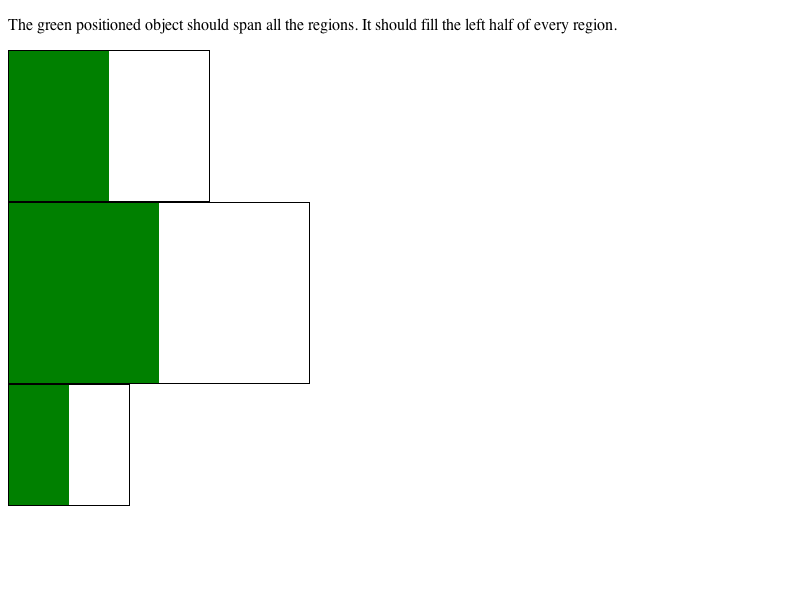 The green positioned object should span all the regions. It should fill the left half of every region.